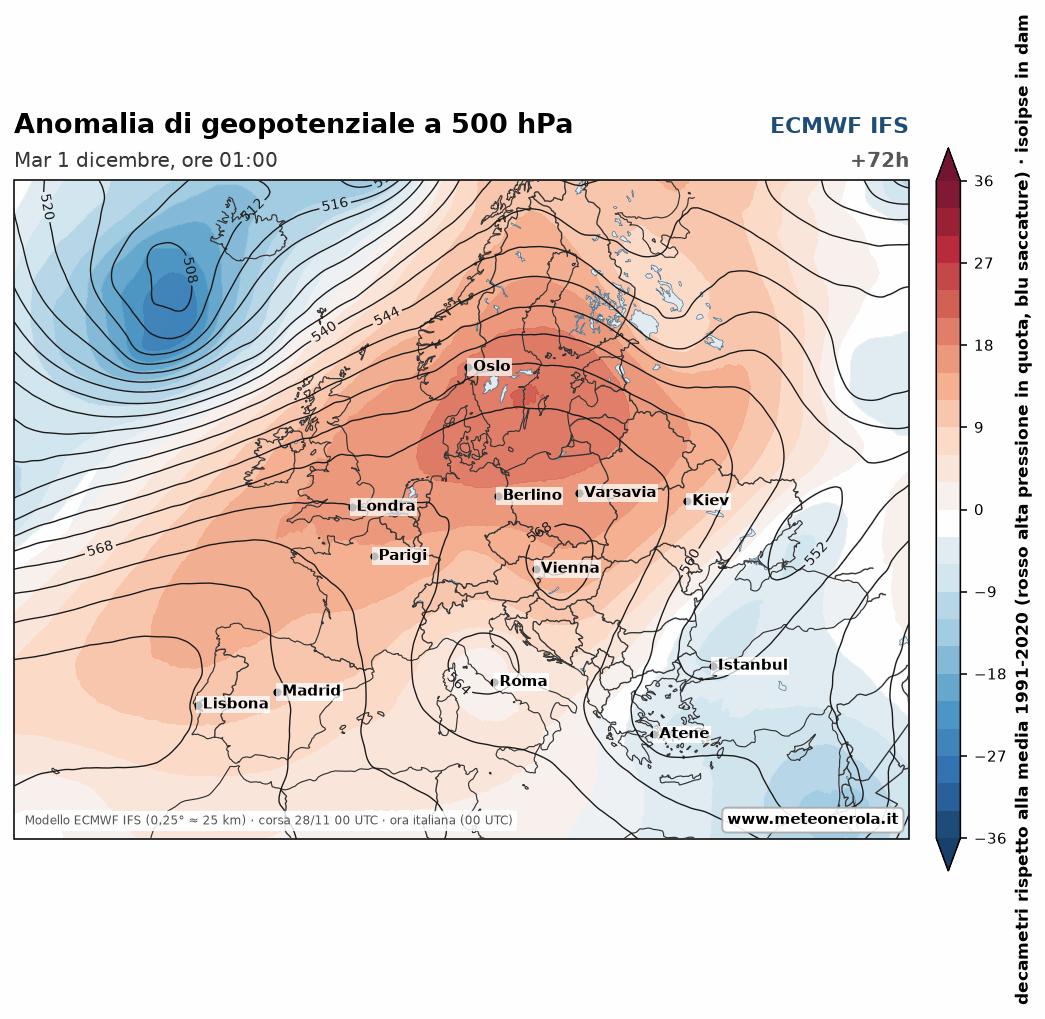 Anomalia di geopotenziale a 500 hPa
ECMWF IFS
Mar 1 dicembre, ore 01:00
+72h
520
512
516
508
540
544
568
568
560
552
564
Oslo
Londra
Berlino
Varsavia
Kiev
Parigi
Vienna
Istanbul
Roma
Madrid
Lisbona
Atene
Modello ECMWF IFS (0,25° ≈ 25 km) · corsa 28/11 00 UTC · ora italiana (00 UTC)
www.meteonerola.it
36
27
18
9
0
−9
−18
−27
−36
decametri rispetto alla media 1991-2020 (rosso alta pressione in quota, blu saccature) · isoipse in dam